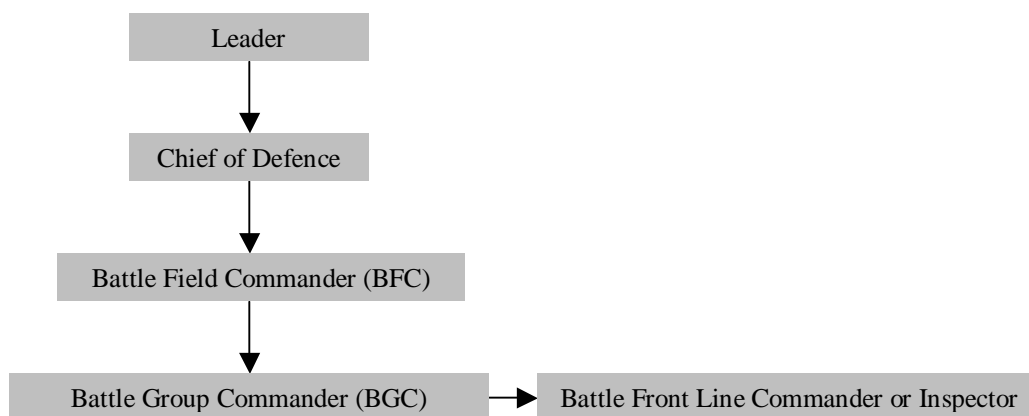 Leader
Chief of Defence
Battle Field Commander (BFC)
Battle Group Commander (BGC)
Battle Front Line Commander or Inspector